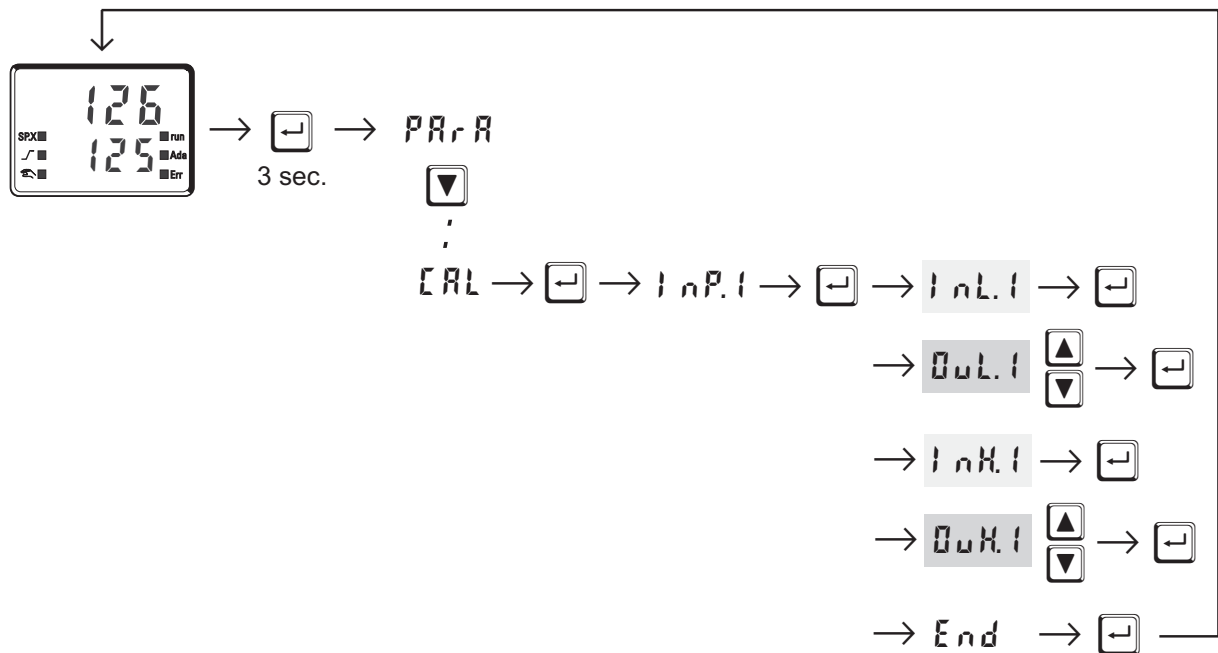 126
SP.X run
125 Ada
Err
PArA
3 sec.
CAL InP.1 InL.1
OuL.1
InH.1
OuH.1
End